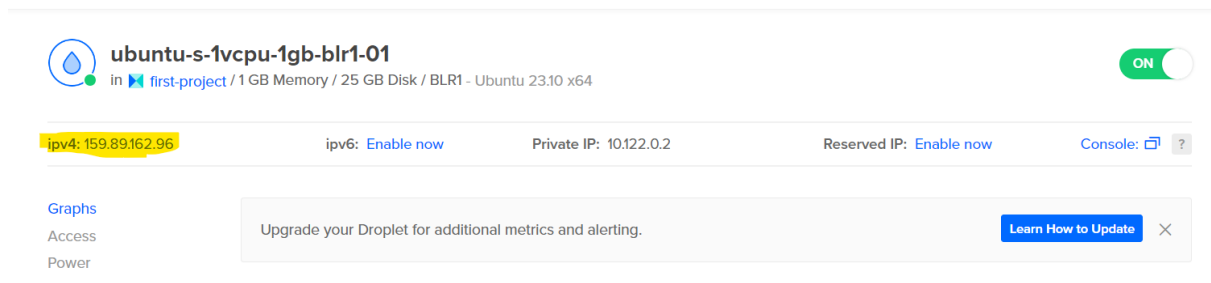 ubuntu-s-1vcpu-1gb-blr1-01
in first-project / 1 GB Memory / 25 GB Disk / BLR1 - Ubuntu 23.10 x64
ON
ipv4: 159.89.162.96 ipv6: Enable now Private IP: 10.122.0.2 Reserved IP: Enable now Console: ?
Graphs
Access
Power
Upgrade your Droplet for additional metrics and alerting. Learn How to Update